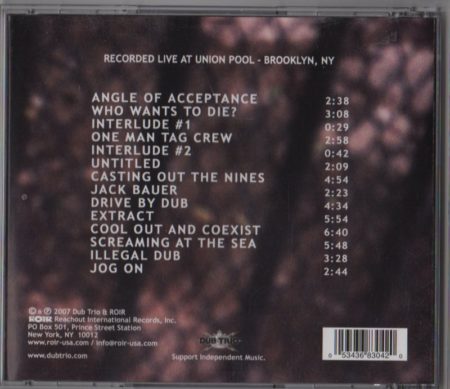 RECORDED LIVE AT UNION POOL - BROOKLYN, NY
ANGLE OF ACCEPTANCE 2:38
WHO WANTS TO DIE? 3:08
INTERLUDE #1 0:29
ONE MAN TAG CREW 2:58
INTERLUDE #2 0:42
UNTITLED 2:09
CASTING OUT THE NINES 4:54
JACK BAUER 2:23
DRIVE BY DUB 4:34
EXTRACT 5:54
COOL OUT AND COEXIST 6:40
SCREAMING AT THE SEA 5:48
ILLEGAL DUB 3:28
JOG ON 2:44
© & ℗ 2007 Dub Trio & ROIR
ROIR Reachout International Records, Inc.
PO Box 501, Prince Street Station
New York, NY 10012
www.roir-usa.com / info@roir-usa.com
www.dubtrio.com
DUB TRIO
Support Independent Music.
0 53436 83042 0